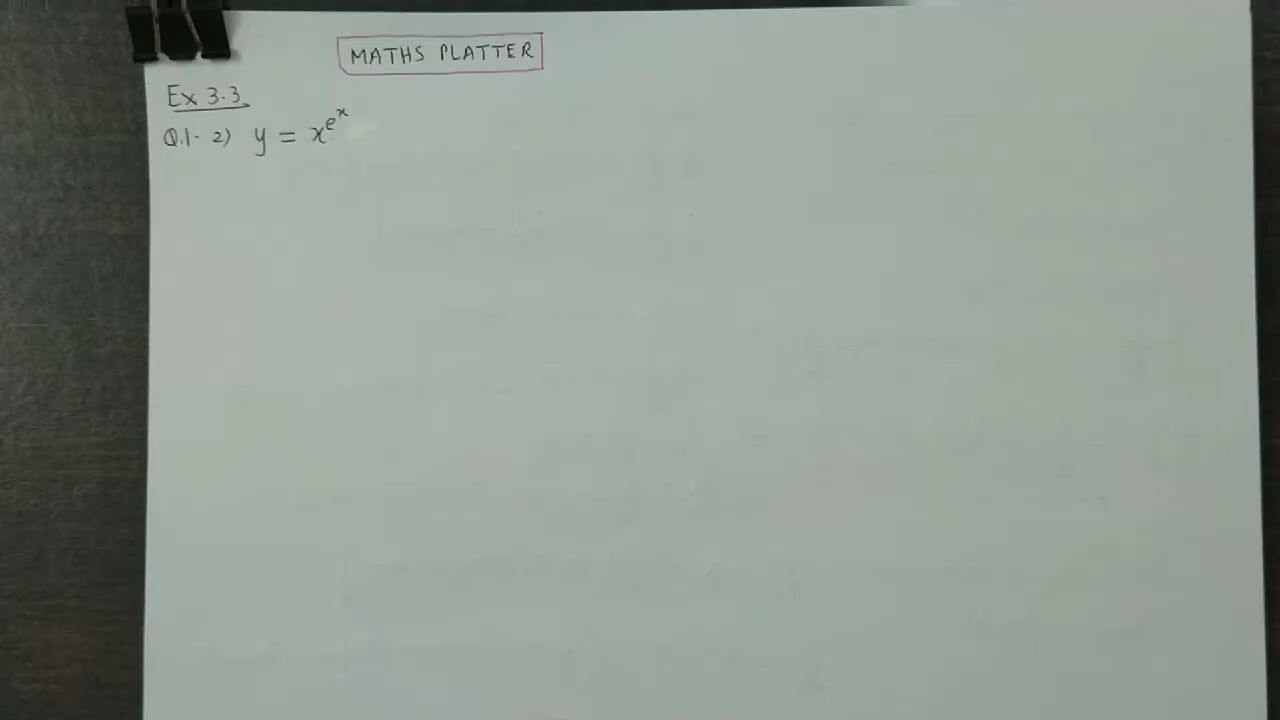 MATHS PLATTER
Ex 3.3
Q.1- 2) y = x^{e^x}